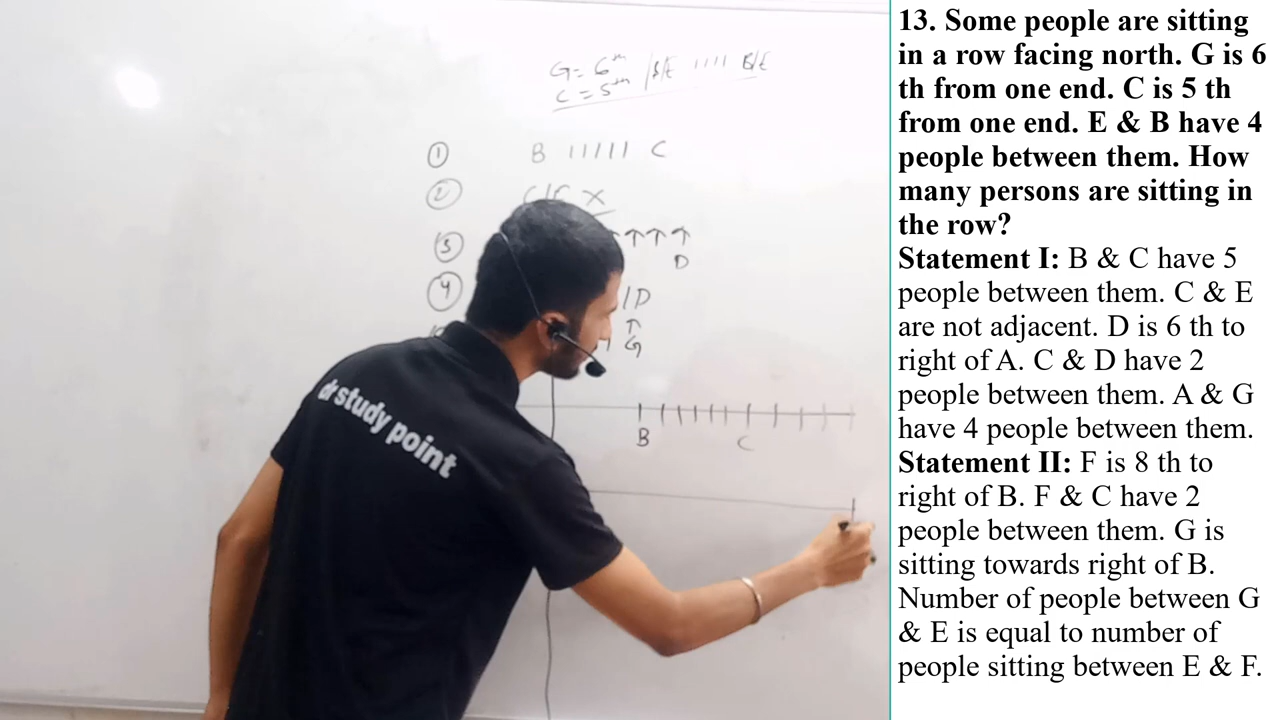 G = 6th /B/E IIII B/E
C = 5th
① B IIIII C
② C/E X
③ ↑↑↑↑
D
④ /D
↑
G
B C
dr study point
13. Some people are sitting
in a row facing north. G is 6
th from one end. C is 5 th
from one end. E & B have 4
people between them. How
many persons are sitting in
the row?
Statement I: B & C have 5
people between them. C & E
are not adjacent. D is 6 th to
right of A. C & D have 2
people between them. A & G
have 4 people between them.
Statement II: F is 8 th to
right of B. F & C have 2
people between them. G is
sitting towards right of B.
Number of people between G
& E is equal to number of
people sitting between E & F.